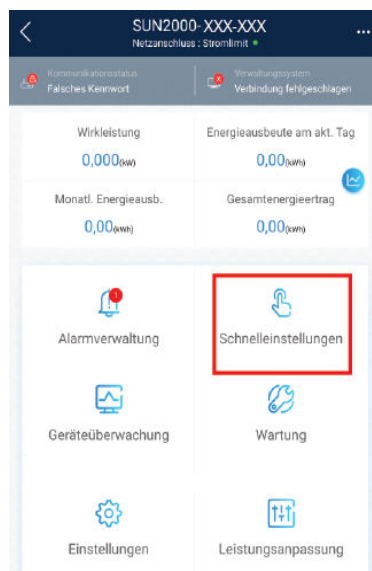 SUN2000-XXX-XXX
Netzanschluss : Stromlimit
Kommunikationsstatus
Falsches Kennwort
Verwaltungssystem
Verbindung fehlgeschlagen
Wirkleistung
0,000(kW)
Energieausbeute am akt. Tag
0,00(kWh)
Monatl. Energieausb.
0,00(kWh)
Gesamtenergieertrag
0,00(kWh)
1
Alarmverwaltung
Schnelleinstellungen
Geräteüberwachung
Wartung
Einstellungen
Leistungsanpassung